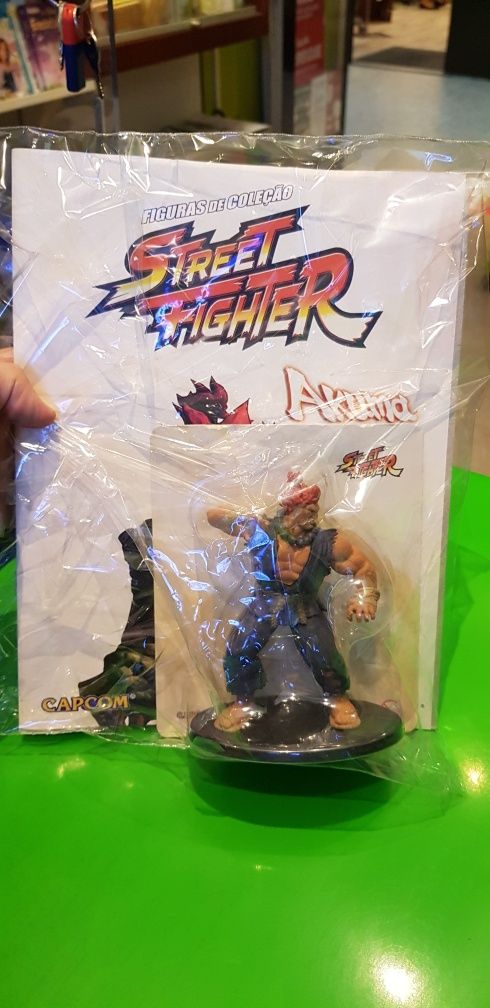 FIGURAS DE COLEÇÃO
STREET
FIGHTER
AKUMA
STREET
FIGHTER
CAPCOM